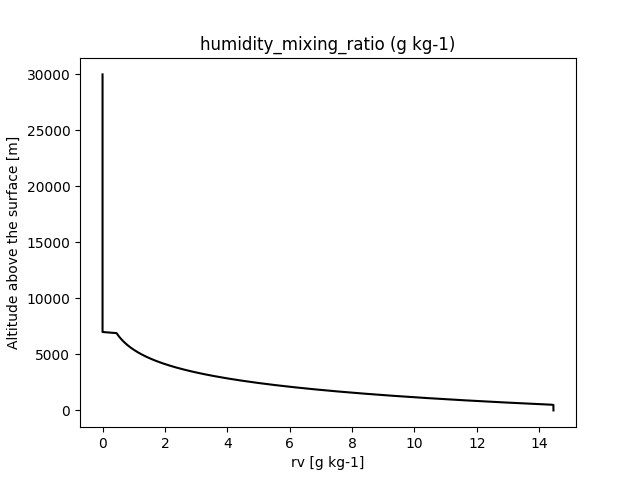 humidity_mixing_ratio (g kg-1)
Altitude above the surface [m]
30000
25000
20000
15000
10000
5000
0
0 2 4 6 8 10 12 14
rv [g kg-1]